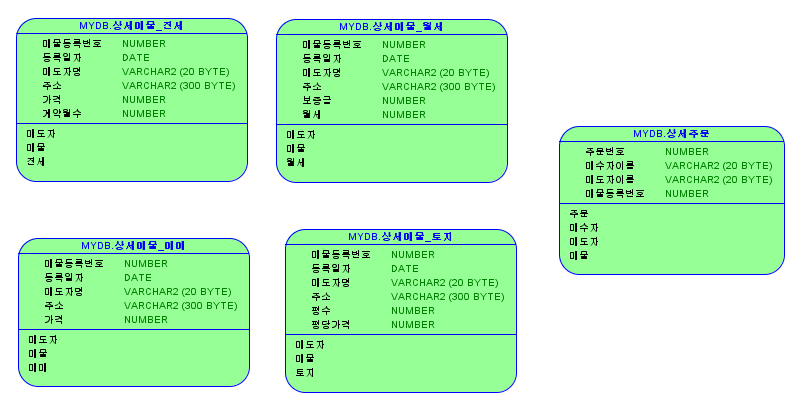 MYDB.상세매물_전세
매물등록번호 NUMBER
등록일자 DATE
매도자명 VARCHAR2 (20 BYTE)
주소 VARCHAR2 (300 BYTE)
가격 NUMBER
계약월수 NUMBER
매도자
매물
전세
MYDB.상세매물_월세
매물등록번호 NUMBER
등록일자 DATE
매도자명 VARCHAR2 (20 BYTE)
주소 VARCHAR2 (300 BYTE)
보증금 NUMBER
월세 NUMBER
매도자
매물
월세
MYDB.상세주문
주문번호 NUMBER
매수자이름 VARCHAR2 (20 BYTE)
매도자이름 VARCHAR2 (20 BYTE)
매물등록번호 NUMBER
주문
매수자
매도자
매물
MYDB.상세매물_매매
매물등록번호 NUMBER
등록일자 DATE
매도자명 VARCHAR2 (20 BYTE)
주소 VARCHAR2 (300 BYTE)
가격 NUMBER
매도자
매물
매매
MYDB.상세매물_토지
매물등록번호 NUMBER
등록일자 DATE
매도자명 VARCHAR2 (20 BYTE)
주소 VARCHAR2 (300 BYTE)
평수 NUMBER
평당가격 NUMBER
매도자
매물
토지